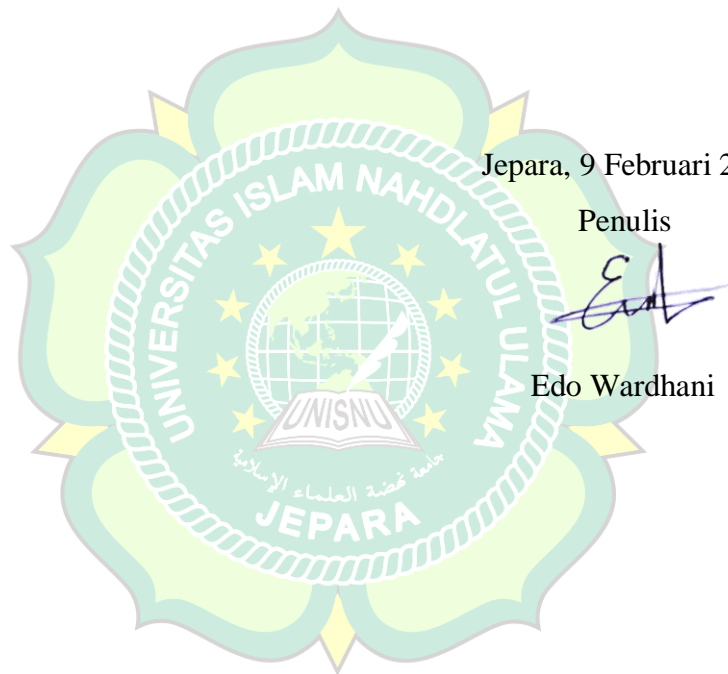 Jepara, 9 Februari 2
Penulis
Edo Wardhani
UNIVERSITAS ISLAM NAHDLATUL ULAMA
UNISNU
جامعة نهضة العلماء الإسلامية
JEPARA